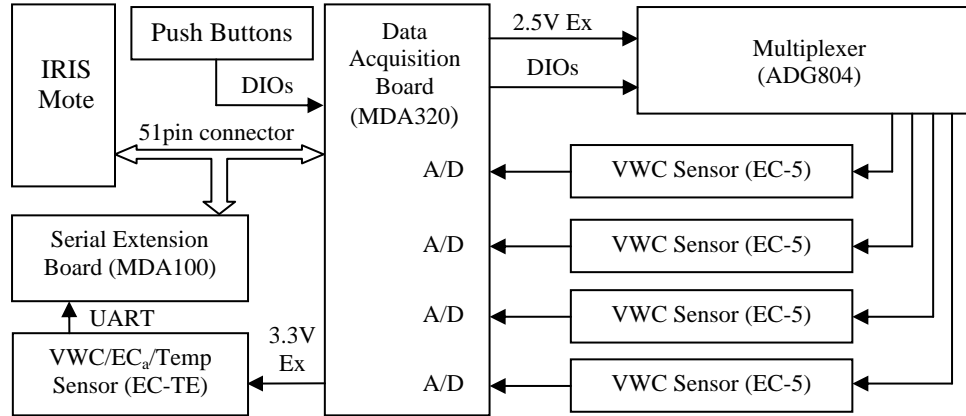 IRIS
Mote
Push Buttons
DIOs
51pin connector
Serial Extension
Board (MDA100)
UART
VWC/ECa/Temp
Sensor (EC-TE)
3.3V
Ex
Data
Acquisition
Board
(MDA320)
A/D
A/D
A/D
A/D
2.5V Ex
DIOs
Multiplexer
(ADG804)
VWC Sensor (EC-5)
VWC Sensor (EC-5)
VWC Sensor (EC-5)
VWC Sensor (EC-5)